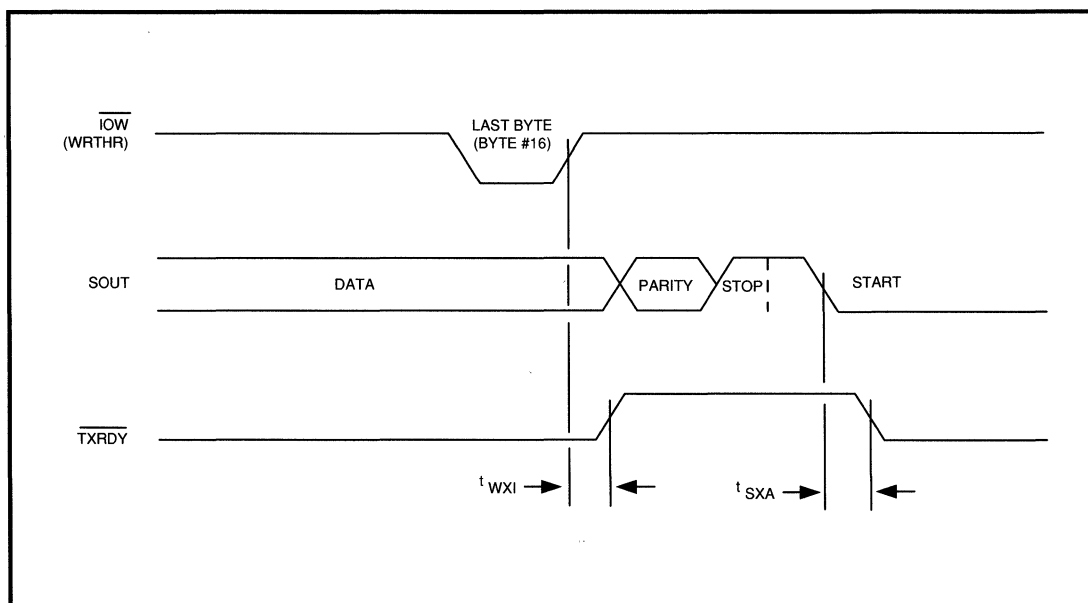 IOW
(WRTHR)
LAST BYTE
(BYTE #16)
SOUT
DATA
PARITY
STOP
START
TXRDY
t WXI
t SXA